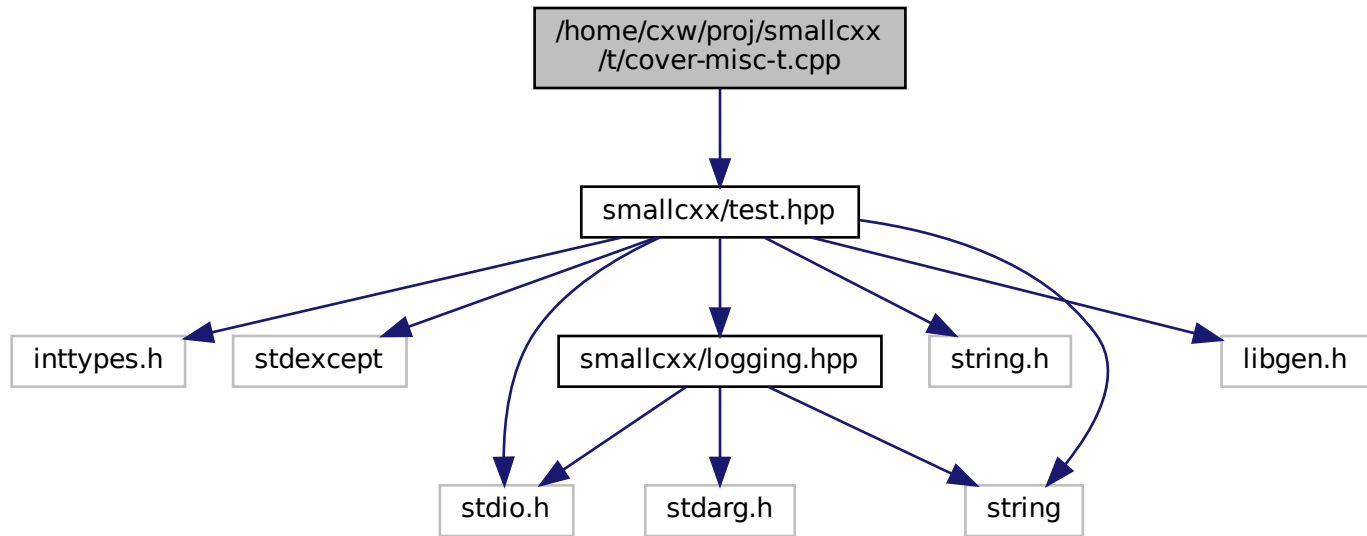 /home/cxw/proj/smallcxx
/t/cover-misc-t.cpp
smallcxx/test.hpp
inttypes.h
stdexcept
smallcxx/logging.hpp
string.h
libgen.h
stdio.h
stdarg.h
string